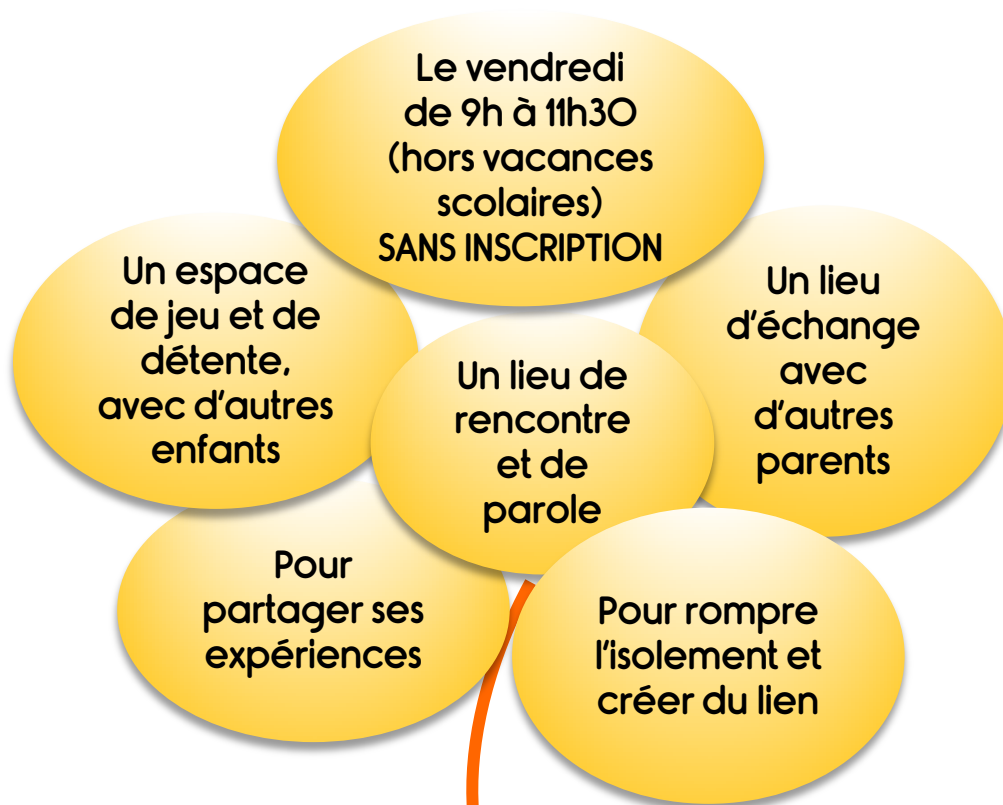 Le vendredi
de 9h à 11h30
(hors vacances
scolaires)
SANS INSCRIPTION
Un espace
de jeu et de
détente,
avec d'autres
enfants
Un lieu de
rencontre
et de
parole
Un lieu
d'échange
avec
d'autres
parents
Pour
partager ses
expériences
Pour rompre
l'isolement et
créer du lien